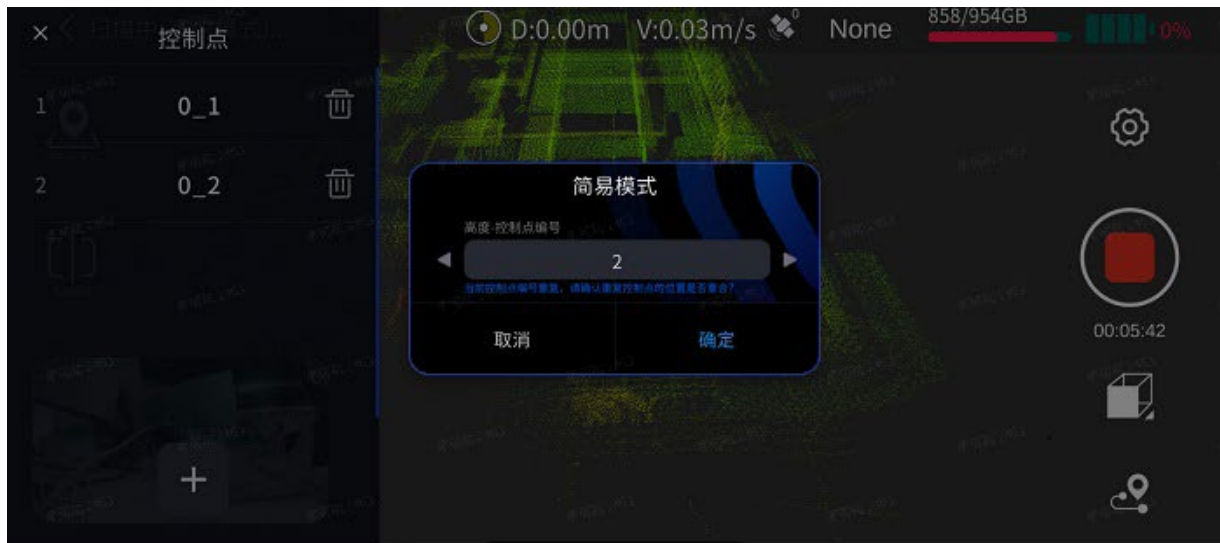 × 控制点
D:0.00m V:0.03m/s 0 None 858/954GB 0%
1 0_1
2 0_2
简易模式
高度-控制点编号
2
当前控制点编号重复，请确认重复控制点的位置是否重合?
取消 确定
00:05:42
+